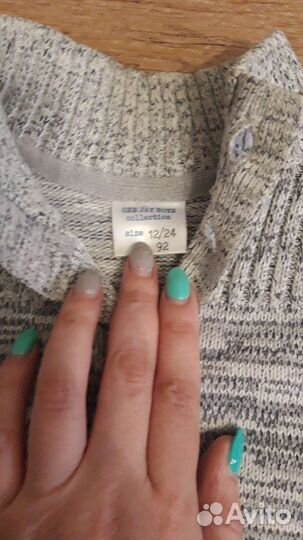 GEE JAY BOYS
collection
size 12/24
92
Avito